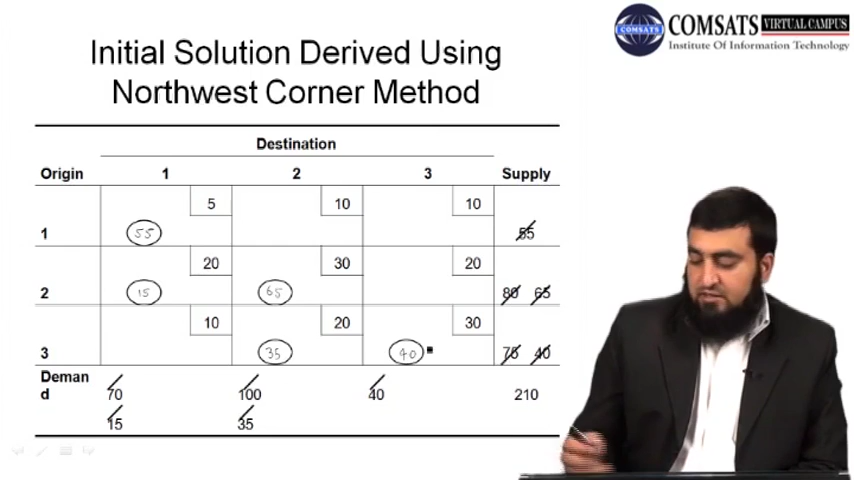 COMSATS VIRTUAL CAMPUS
COMSATS
Institute Of Information Technology
Initial Solution Derived Using
Northwest Corner Method
Destination
Origin 1 2 3 Supply
5 10 10
1 55 55
20 30 20
2 15 65 80 65
10 20 30
3 35 40 75 40
Deman
d 70 100 40 210
15 35